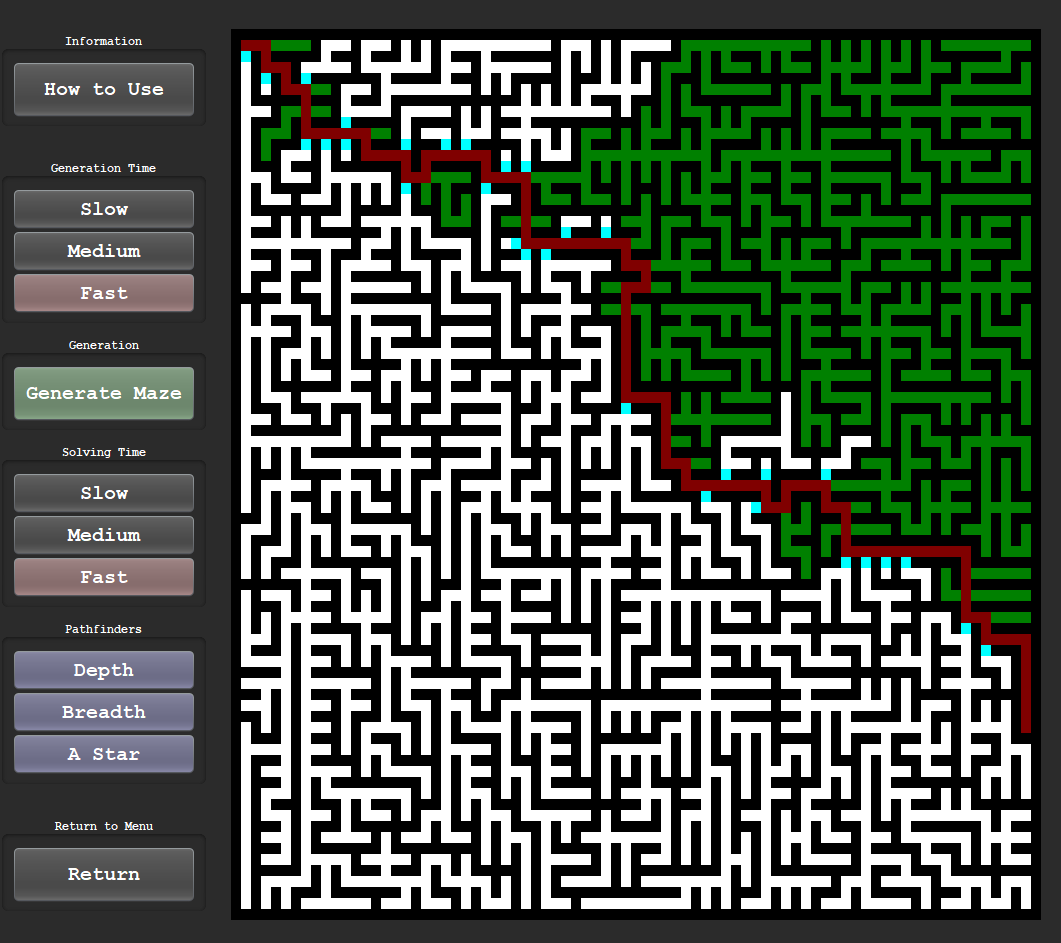 Information
How to Use
Generation Time
Slow
Medium
Fast
Generation
Generate Maze
Solving Time
Slow
Medium
Fast
Pathfinders
Depth
Breadth
A Star
Return to Menu
Return